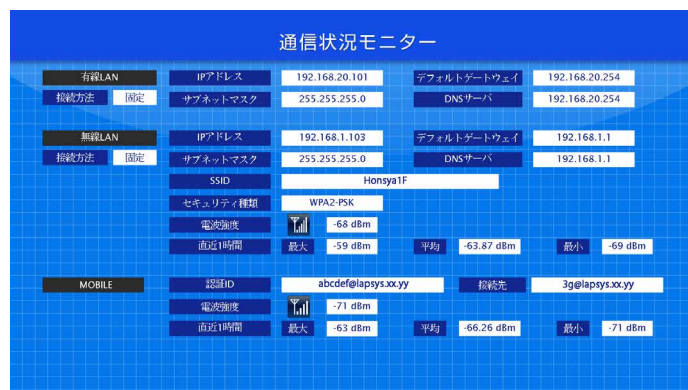 通信状況モニター
有線LAN IPアドレス 192.168.20.101 デフォルトゲートウェイ 192.168.20.254
接続方法 固定 サブネットマスク 255.255.255.0 DNSサーバ 192.168.20.254
無線LAN IPアドレス 192.168.1.103 デフォルトゲートウェイ 192.168.1.1
接続方法 固定 サブネットマスク 255.255.255.0 DNSサーバ 192.168.1.1
SSID Honsya1F
セキュリティ種類 WPA2-PSK
電波強度 -68 dBm
直近1時間 最大 -59 dBm 平均 -63.87 dBm 最小 -69 dBm
MOBILE 認証ID abcdef@lapsys.xx.yy 接続先 3g@lapsys.xx.yy
電波強度 -71 dBm
直近1時間 最大 -63 dBm 平均 -66.26 dBm 最小 -71 dBm